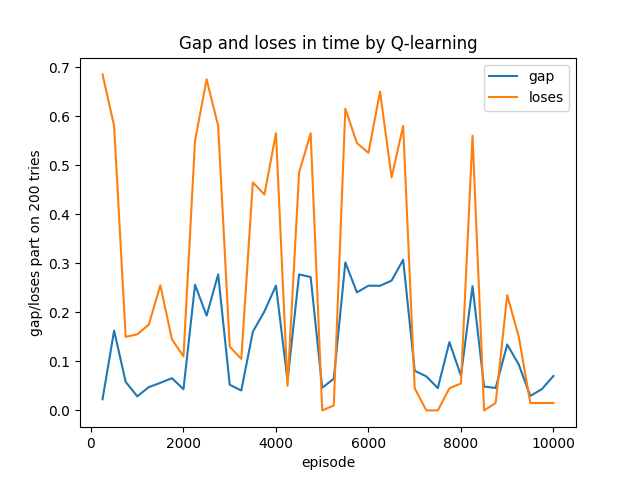 Gap and loses in time by Q-learning
gap
loses
gap/loses part on 200 tries
0.7
0.6
0.5
0.4
0.3
0.2
0.1
0.0
0 2000 4000 6000 8000 10000
episode